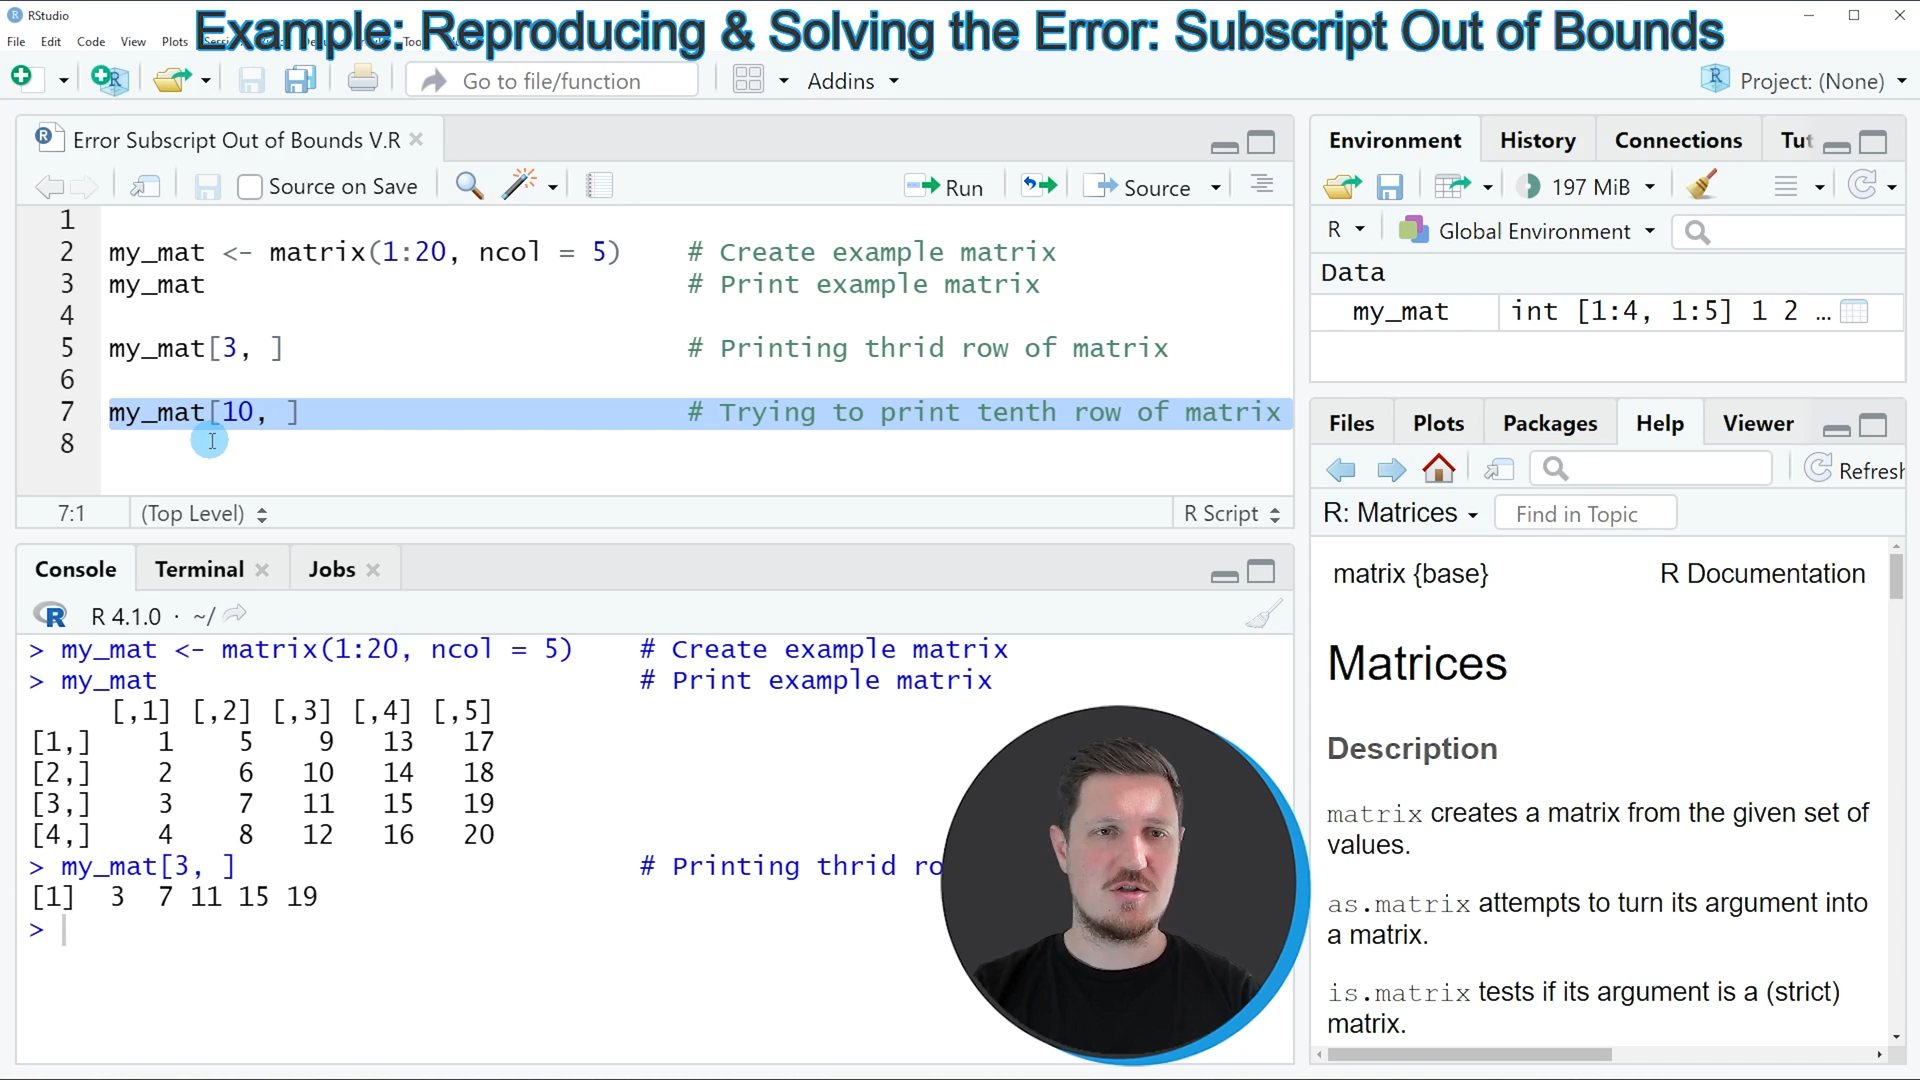 RStudio
Example: Reproducing & Solving the Error: Subscript Out of Bounds
File Edit Code View Plots
Go to file/function
Addins
Project: (None)
Error Subscript Out of Bounds V.R
Source on Save
Run
Source
1
2 my_mat <- matrix(1:20, ncol = 5) # Create example matrix
3 my_mat # Print example matrix
4
5 my_mat[3, ] # Printing thrid row of matrix
6
7 my_mat[10, ] # Trying to print tenth row of matrix
8
7:1 (Top Level) R Script
Console Terminal Jobs
R 4.1.0 · ~/
> my_mat <- matrix(1:20, ncol = 5) # Create example matrix
> my_mat # Print example matrix
[,1] [,2] [,3] [,4] [,5]
[1,] 1 5 9 13 17
[2,] 2 6 10 14 18
[3,] 3 7 11 15 19
[4,] 4 8 12 16 20
> my_mat[3, ] # Printing thrid ro
[1] 3 7 11 15 19
>
Environment History Connections Tut
197 MiB
R Global Environment
Data
my_mat int [1:4, 1:5] 1 2 ...
Files Plots Packages Help Viewer
Refresh
R: Matrices Find in Topic
matrix {base} R Documentation
Matrices
Description
matrix creates a matrix from the given set of
values.
as.matrix attempts to turn its argument into
a matrix.
is.matrix tests if its argument is a (strict)
matrix.